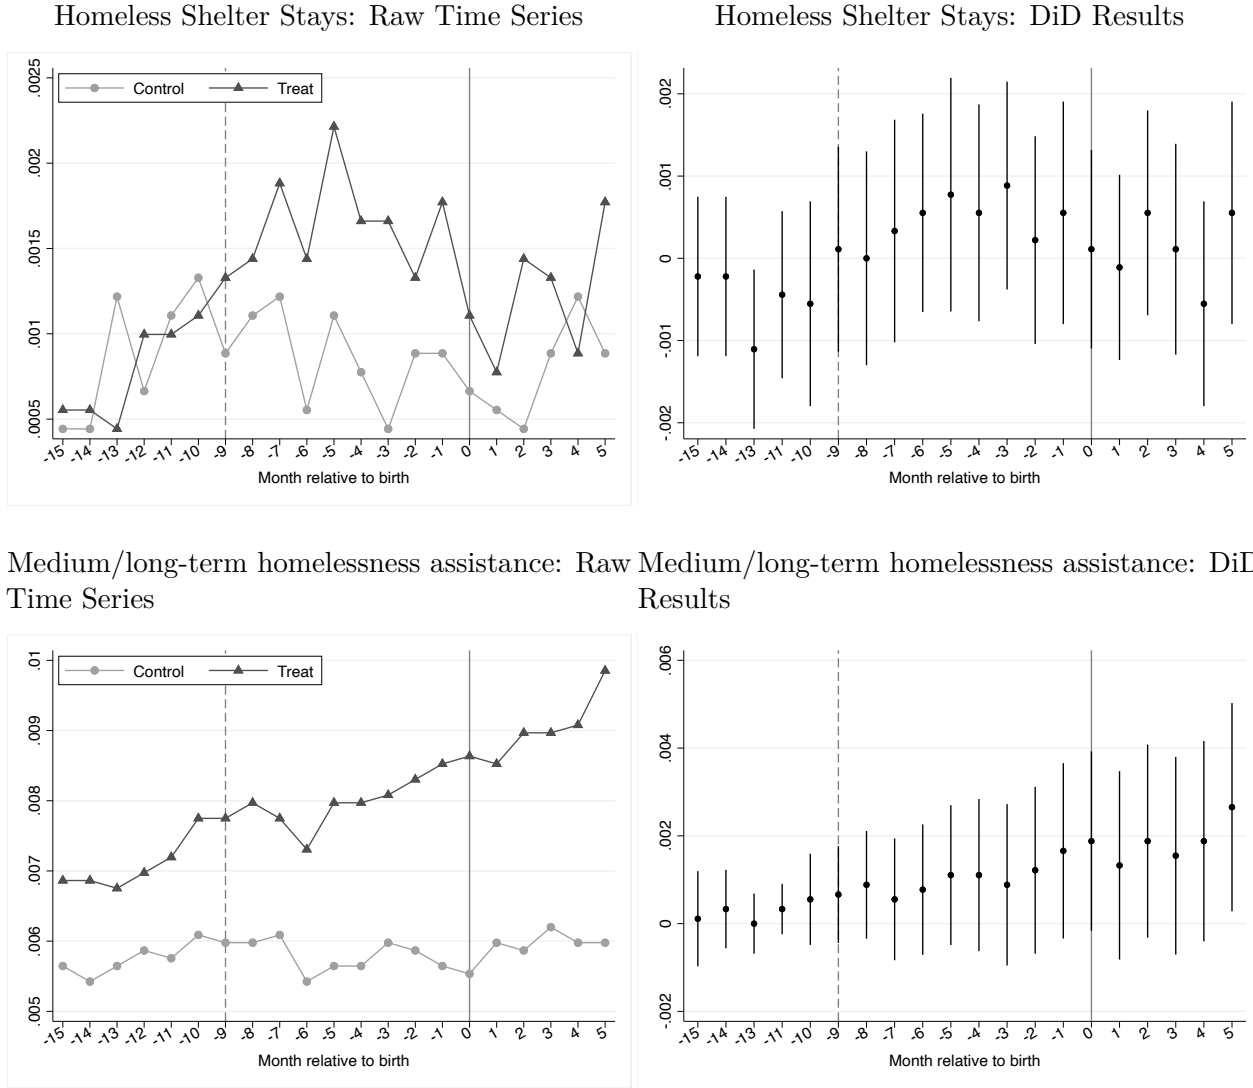 Homeless Shelter Stays: Raw Time Series
.0005 .001 .0015 .002 .0025
Control Treat
-15 -14 -13 -12 -11 -10 -9 -8 -7 -6 -5 -4 -3 -2 -1 0 1 2 3 4 5
Month relative to birth
Homeless Shelter Stays: DiD Results
-.002 -.001 0 .001 .002
-15 -14 -13 -11 -10 -9 -8 -7 -6 -5 -4 -3 -2 -1 0 1 2 3 4 5
Month relative to birth
Medium/long-term homelessness assistance: Raw
Time Series
.005 .006 .007 .008 .009 .01
Control Treat
-15 -14 -13 -12 -11 -10 -9 -8 -7 -6 -5 -4 -3 -2 -1 0 1 2 3 4 5
Month relative to birth
Medium/long-term homelessness assistance: DiD
Results
-.002 0 .002 .004 .006
-15 -14 -13 -11 -10 -9 -8 -7 -6 -5 -4 -3 -2 -1 0 1 2 3 4 5
Month relative to birth